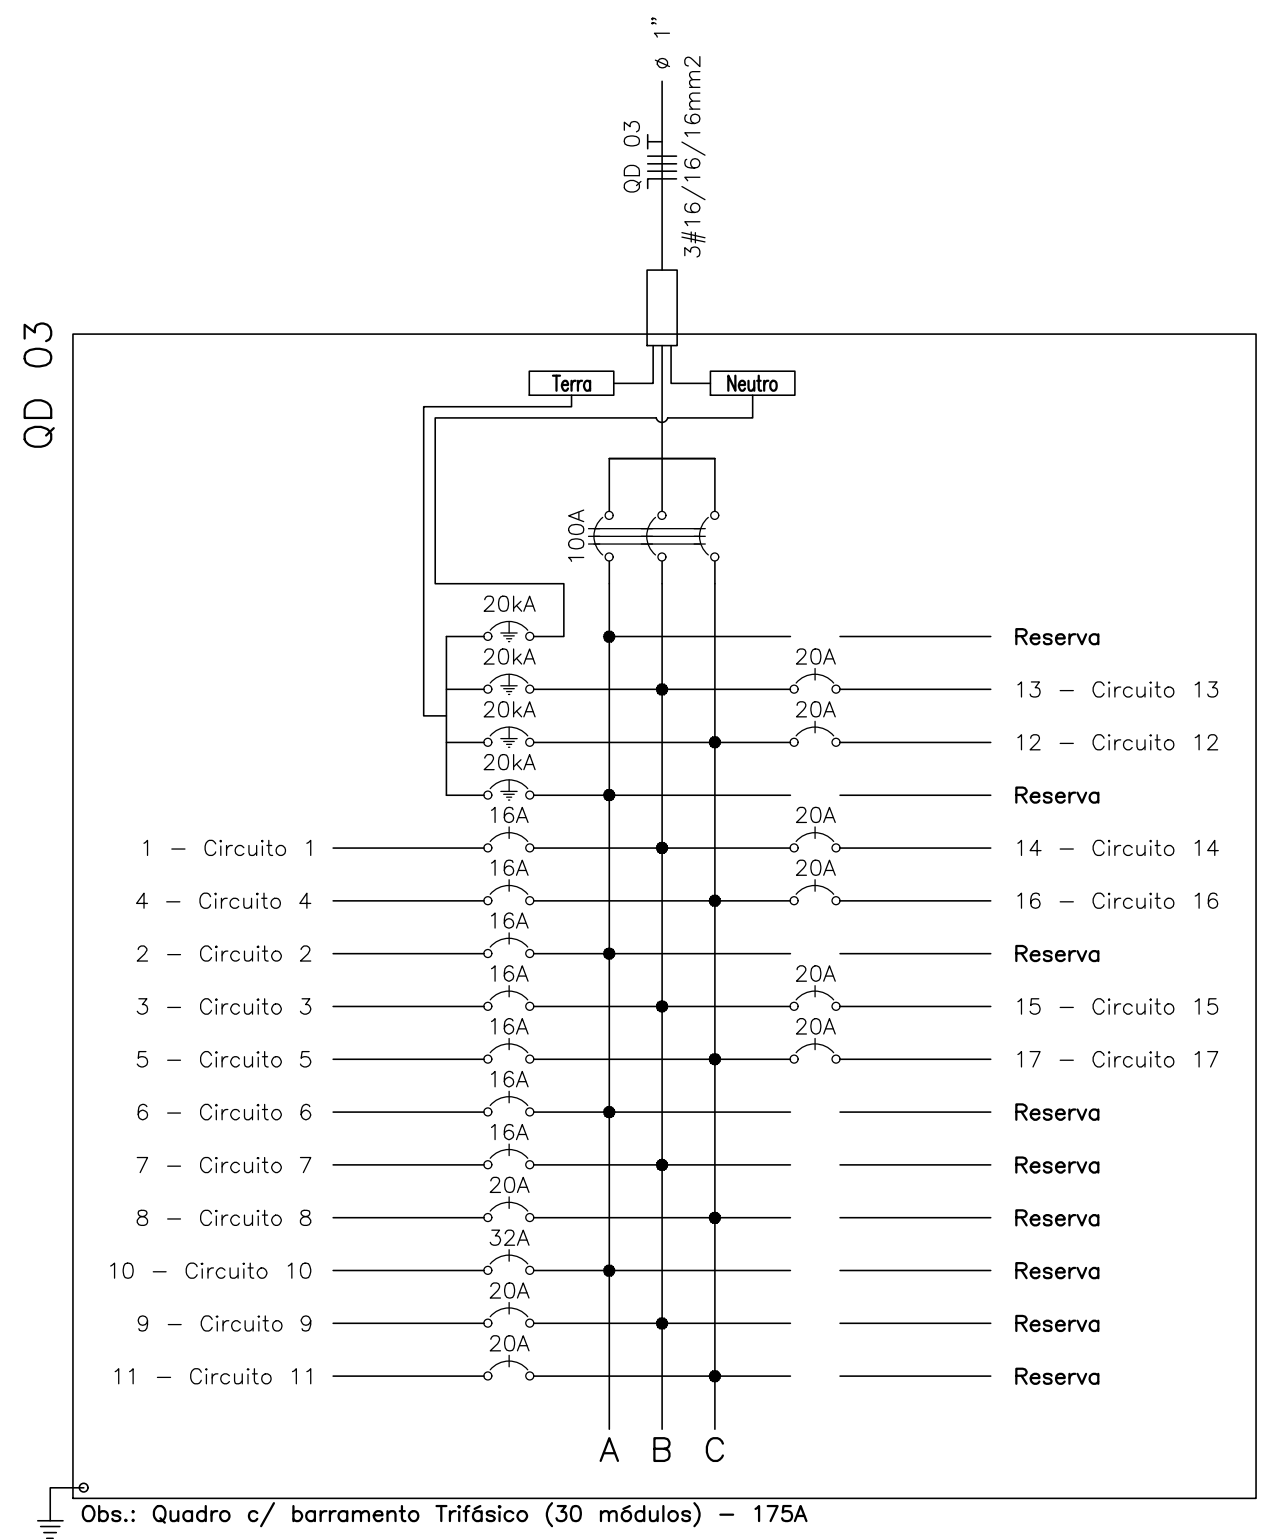 ø 1"
QD 03
3#16/16/16mm2
QD 03
Terra
Neutro
100A
20kA
Reserva
20kA
20A
13 – Circuito 13
20kA
20A
12 – Circuito 12
20kA
Reserva
16A
20A
1 – Circuito 1
14 – Circuito 14
16A
20A
4 – Circuito 4
16 – Circuito 16
16A
2 – Circuito 2
Reserva
16A
20A
3 – Circuito 3
15 – Circuito 15
16A
20A
5 – Circuito 5
17 – Circuito 17
16A
6 – Circuito 6
Reserva
16A
7 – Circuito 7
Reserva
20A
8 – Circuito 8
Reserva
32A
10 – Circuito 10
Reserva
20A
9 – Circuito 9
Reserva
20A
11 – Circuito 11
Reserva
A B C
Obs.: Quadro c/ barramento Trifásico (30 módulos) – 175A